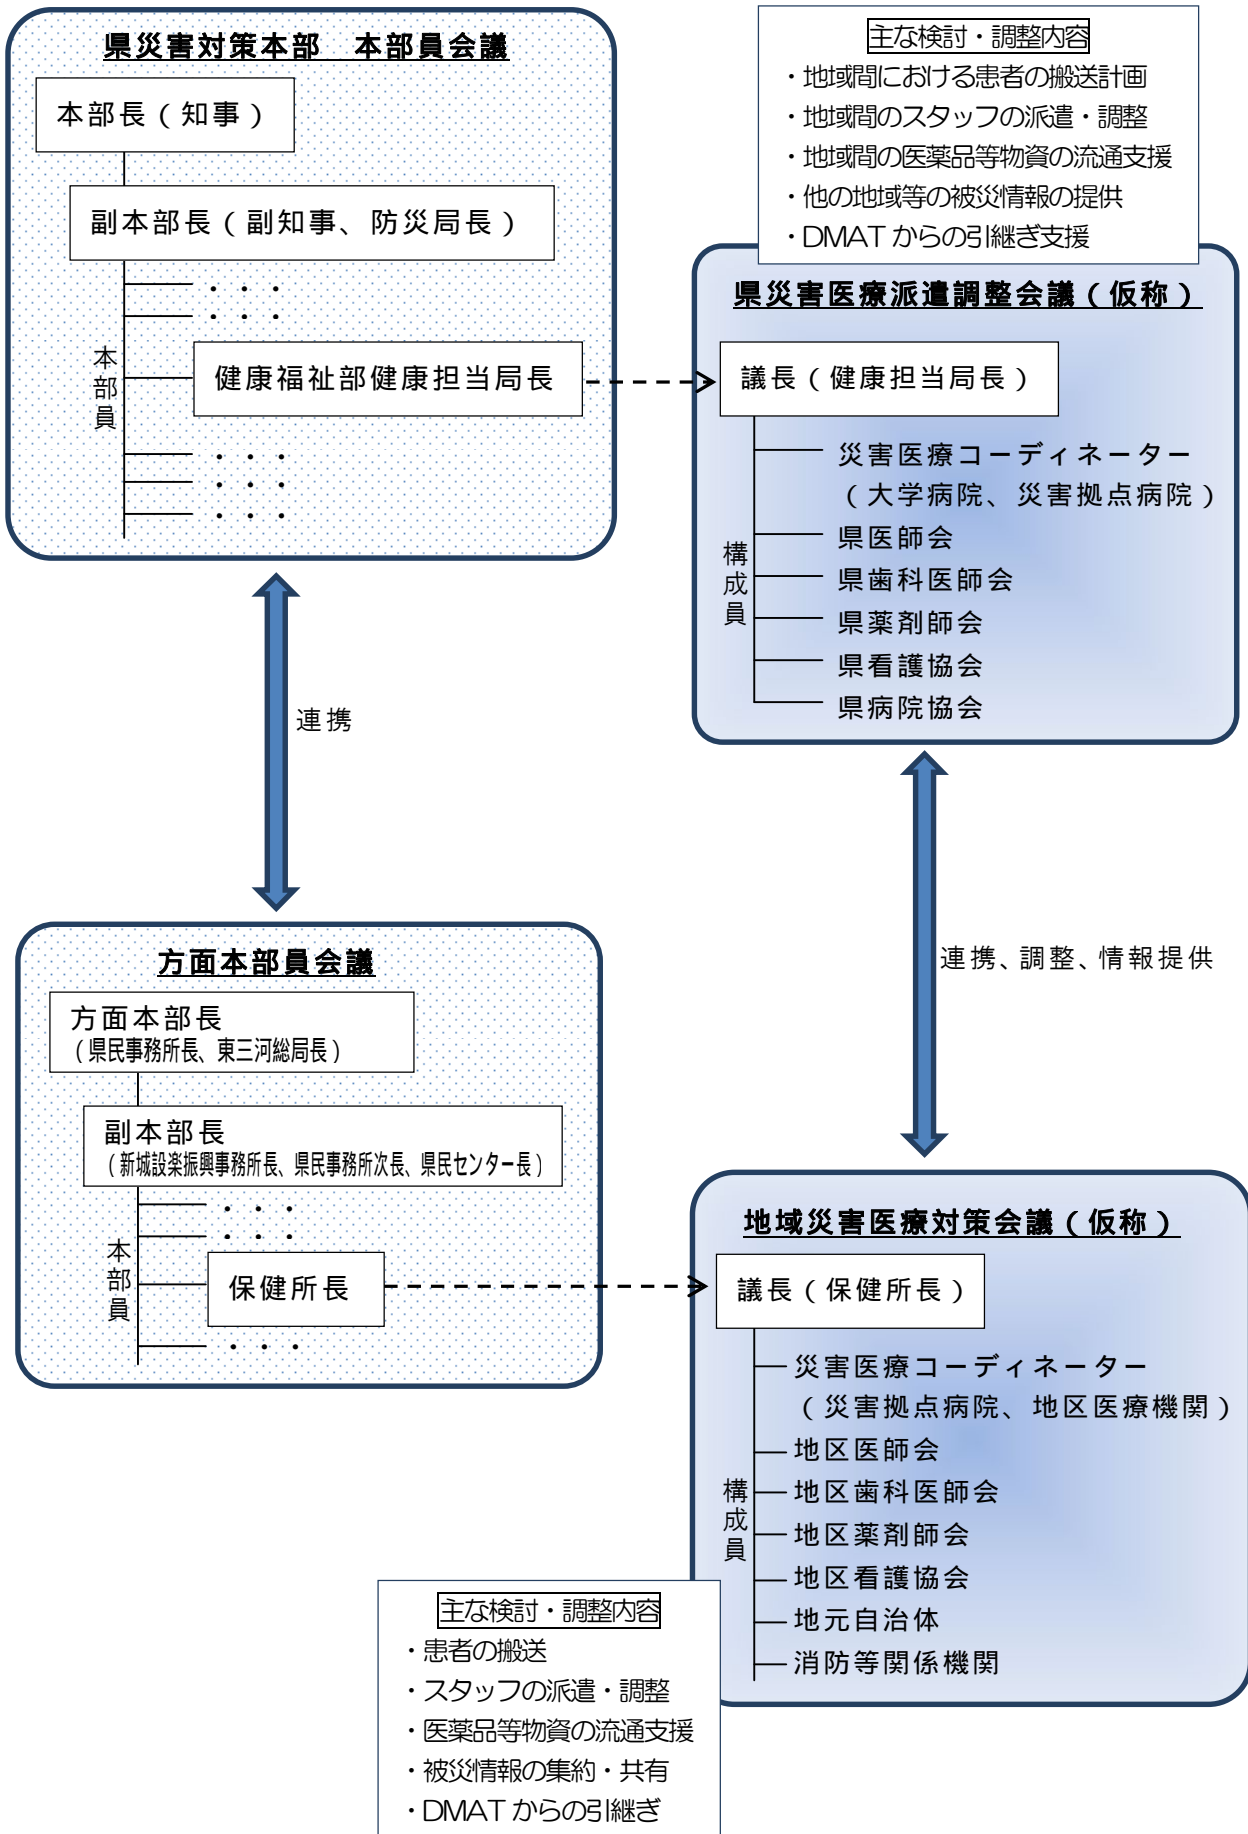 県災害対策本部　本部員会議
本部長（知事）
副本部長（副知事、防災局長）
・・・
・・・
本部員
健康福祉部健康担当局長
・・・
・・・
・・・
主な検討・調整内容
・地域間における患者の搬送計画
・地域間のスタッフの派遣・調整
・地域間の医薬品等物資の流通支援
・他の地域等の被災情報の提供
・DMAT からの引継ぎ支援
県災害医療派遣調整会議（仮称）
議長（健康担当局長）
構成員
災害医療コーディネーター
（大学病院、災害拠点病院）
県医師会
県歯科医師会
県薬剤師会
県看護協会
県病院協会
連携
連携、調整、情報提供
方面本部員会議
方面本部長
（県民事務所長、東三河総局長）
副本部長
（新城設楽振興事務所長、県民事務所次長、県民センター長）
・・・
・・・
本部員
保健所長
・・・
地域災害医療対策会議（仮称）
議長（保健所長）
構成員
災害医療コーディネーター
（災害拠点病院、地区医療機関）
地区医師会
地区歯科医師会
地区薬剤師会
地区看護協会
地元自治体
消防等関係機関
主な検討・調整内容
・患者の搬送
・スタッフの派遣・調整
・医薬品等物資の流通支援
・被災情報の集約・共有
・DMAT からの引継ぎ